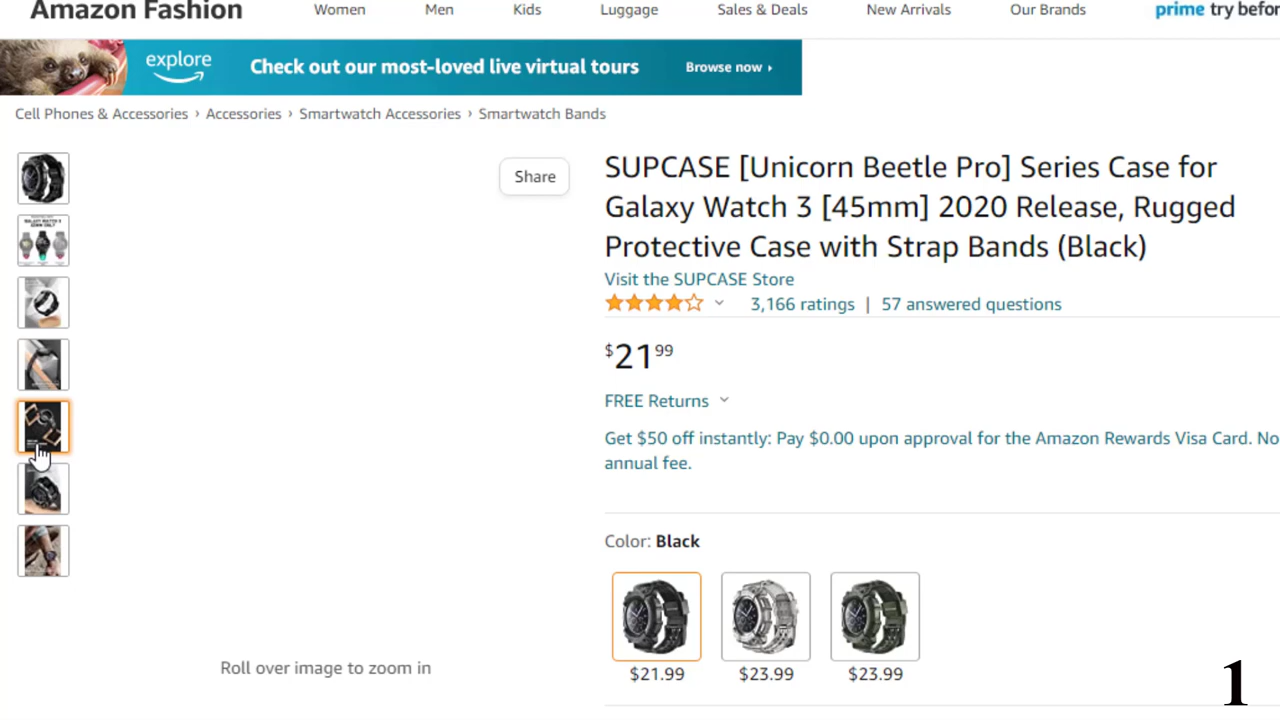 Amazon Fashion
Women Men Kids Luggage Sales & Deals New Arrivals Our Brands prime try befor
explore Check out our most-loved live virtual tours Browse now ▸
Cell Phones & Accessories › Accessories › Smartwatch Accessories › Smartwatch Bands
Share
SUPCASE [Unicorn Beetle Pro] Series Case for
Galaxy Watch 3 [45mm] 2020 Release, Rugged
Protective Case with Strap Bands (Black)
Visit the SUPCASE Store
3,166 ratings | 57 answered questions
$21 99
FREE Returns
Get $50 off instantly: Pay $0.00 upon approval for the Amazon Rewards Visa Card. No
annual fee.
Color: Black
$21.99 $23.99 $23.99
Roll over image to zoom in
1